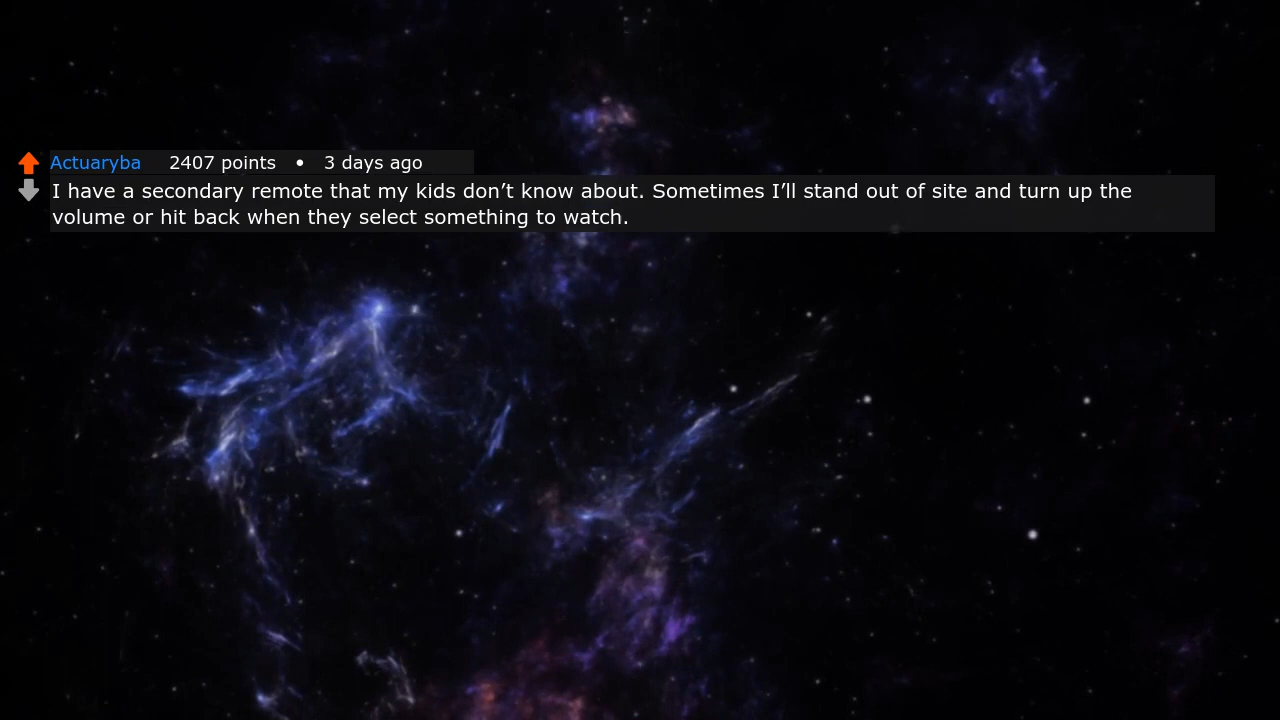 Actuaryba 2407 points • 3 days ago
I have a secondary remote that my kids don’t know about. Sometimes I’ll stand out of site and turn up the
volume or hit back when they select something to watch.